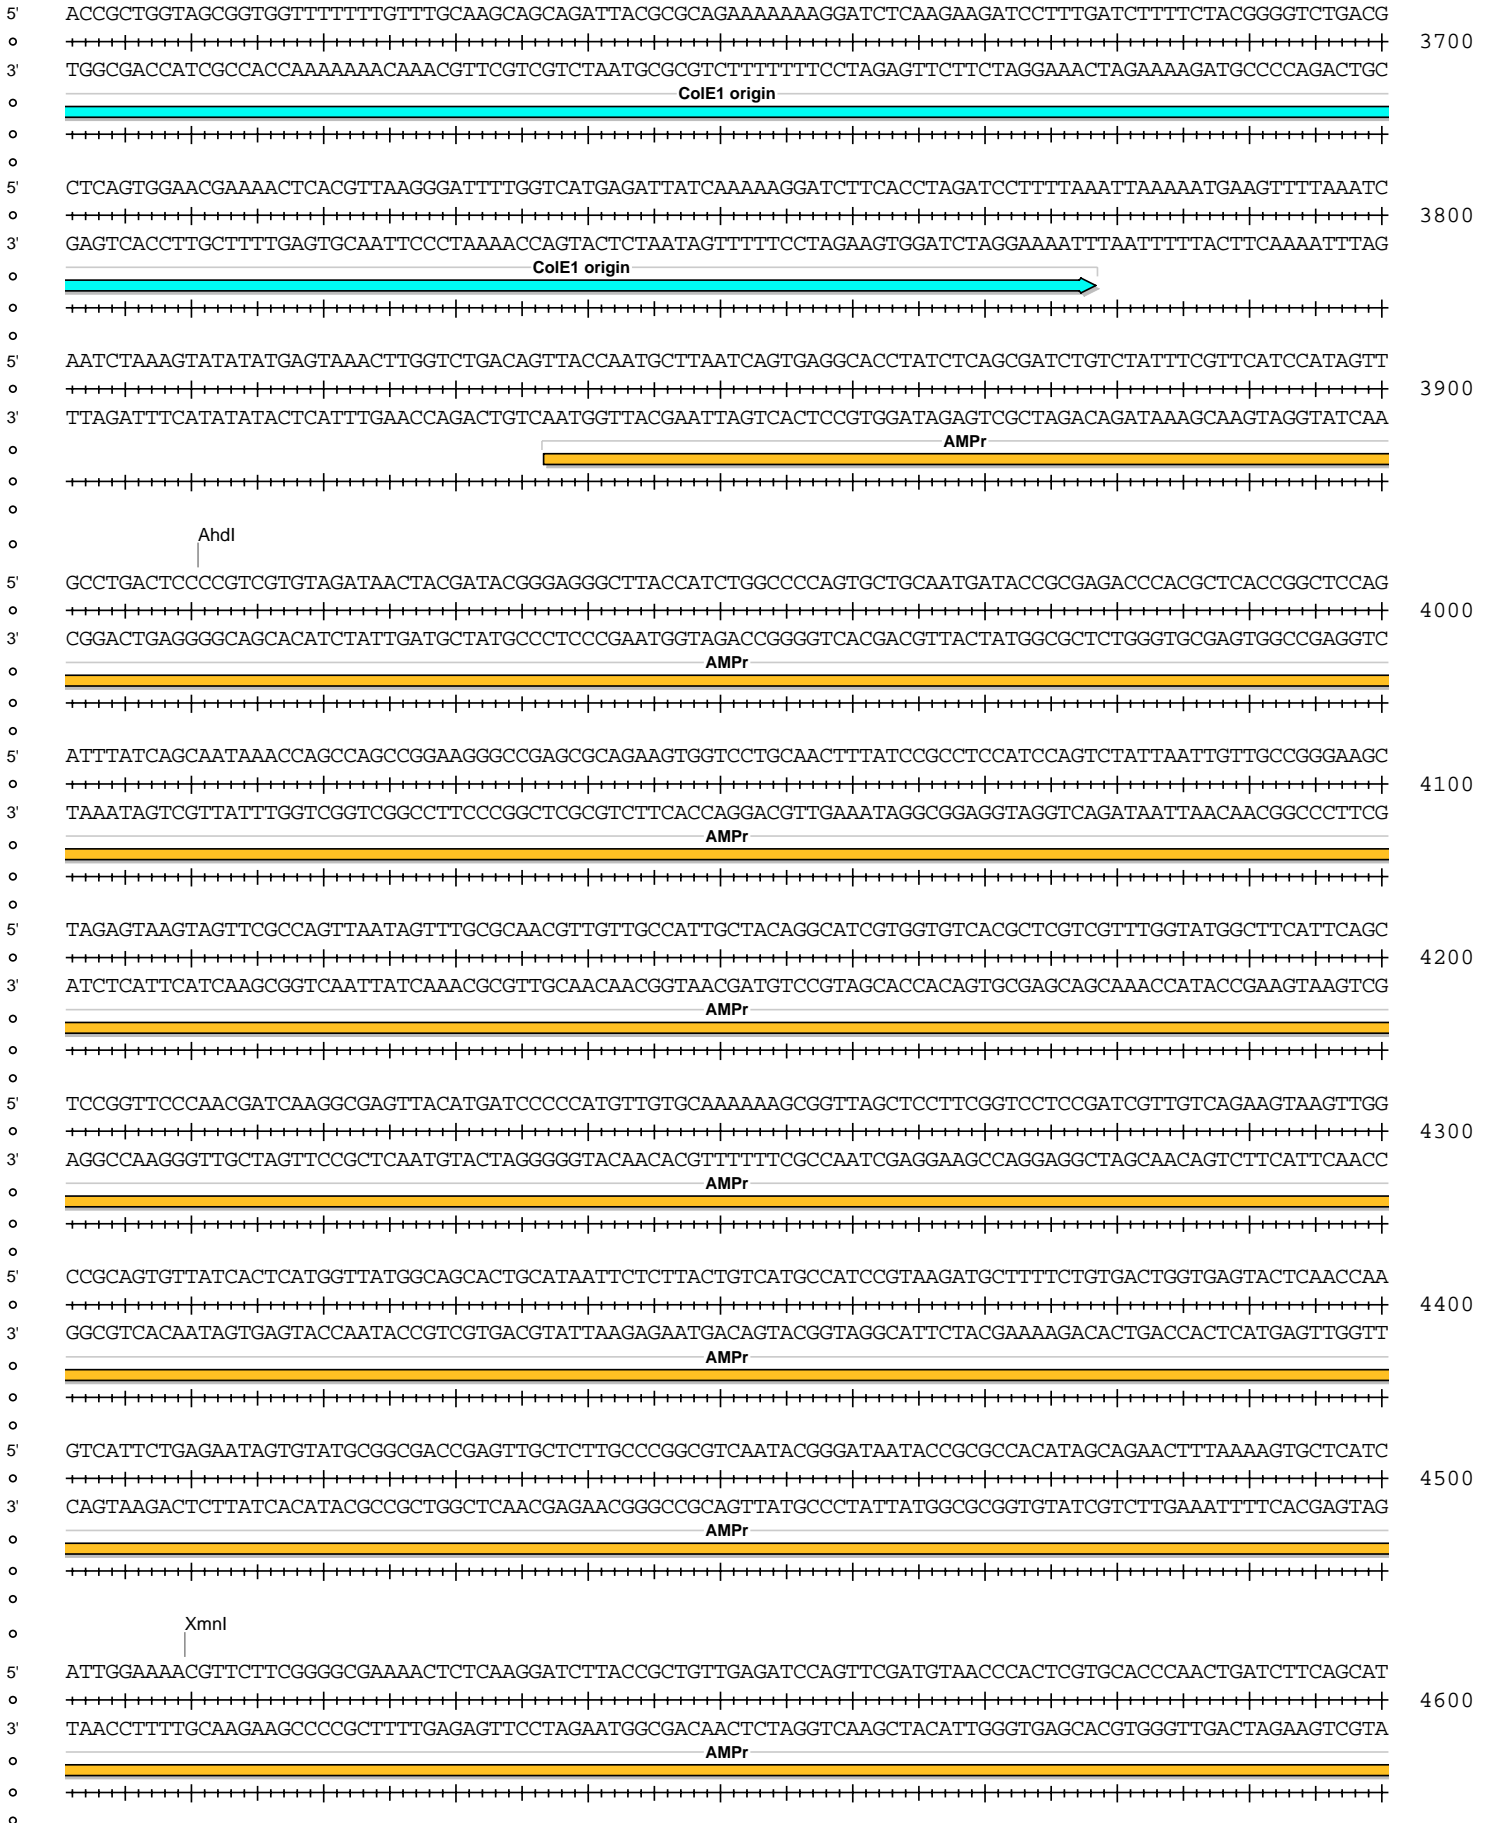 5' ACCGCTGGTAGCGGTGGTTTTTTTGTTTGCAAGCAGCAGATTACGCGCAGAAAAAAAGGATCTCAAGAAGATCCTTTGATCTTTTCTACGGGGTCTGACG
3700
3' TGGCGACCATCGCCACCAAAAAAACAAACGTTCGTCGTCTAATGCGCGTCTTTTTTTCCTAGAGTTCTTCTAGGAAACTAGAAAAGATGCCCCAGACTGC
ColE1 origin
5' CTCAGTGGAACGAAAACTCACGTTAAGGGATTTTGGTCATGAGATTATCAAAAAGGATCTTCACCTAGATCCTTTTAAATTAAAAATGAAGTTTTAAATC
3800
3' GAGTCACCTTGCTTTTGAGTGCAATTCCCTAAAACCAGTACTCTAATAGTTTTTCCTAGAAGTGGATCTAGGAAAATTTAATTTTTACTTCAAAATTTAG
ColE1 origin
5' AATCTAAAGTATATATGAGTAAACTTGGTCTGACAGTTACCAATGCTTAATCAGTGAGGCACCTATCTCAGCGATCTGTCTATTTCGTTCATCCATAGTT
3900
3' TTAGATTTCATATATACTCATTTGAACCAGACTGTCAATGGTTACGAATTAGTCACTCCGTGGATAGAGTCGCTAGACAGATAAAGCAAGTAGGTATCAA
AMPr
AhdI
5' GCCTGACTCCCCGTCGTGTAGATAACTACGATACGGGAGGGCTTACCATCTGGCCCCAGTGCTGCAATGATACCGCGAGACCCACGCTCACCGGCTCCAG
4000
3' CGGACTGAGGGGCAGCACATCTATTGATGCTATGCCCTCCCGAATGGTAGACCGGGGTCACGACGTTACTATGGCGCTCTGGGTGCGAGTGGCCGAGGTC
AMPr
5' ATTTATCAGCAATAAACCAGCCAGCCGGAAGGGCCGAGCGCAGAAGTGGTCCTGCAACTTTATCCGCCTCCATCCAGTCTATTAATTGTTGCCGGGAAGC
4100
3' TAAATAGTCGTTATTTGGTCGGTCGGCCTTCCCGGCTCGCGTCTTCACCAGGACGTTGAAATAGGCGGAGGTAGGTCAGATAATTAACAACGGCCCTTCG
AMPr
5' TAGAGTAAGTAGTTCGCCAGTTAATAGTTTGCGCAACGTTGTTGCCATTGCTACAGGCATCGTGGTGTCACGCTCGTCGTTTGGTATGGCTTCATTCAGC
4200
3' ATCTCATTCATCAAGCGGTCAATTATCAAACGCGTTGCAACAACGGTAACGATGTCCGTAGCACCACAGTGCGAGCAGCAAACCATACCGAAGTAAGTCG
AMPr
5' TCCGGTTCCCAACGATCAAGGCGAGTTACATGATCCCCCATGTTGTGCAAAAAAGCGGTTAGCTCCTTCGGTCCTCCGATCGTTGTCAGAAGTAAGTTGG
4300
3' AGGCCAAGGGTTGCTAGTTCCGCTCAATGTACTAGGGGGTACAACACGTTTTTTCGCCAATCGAGGAAGCCAGGAGGCTAGCAACAGTCTTCATTCAACC
AMPr
5' CCGCAGTGTTATCACTCATGGTTATGGCAGCACTGCATAATTCTCTTACTGTCATGCCATCCGTAAGATGCTTTTCTGTGACTGGTGAGTACTCAACCAA
4400
3' GGCGTCACAATAGTGAGTACCAATACCGTCGTGACGTATTAAGAGAATGACAGTACGGTAGGCATTCTACGAAAAGACACTGACCACTCATGAGTTGGTT
AMPr
5' GTCATTCTGAGAATAGTGTATGCGGCGACCGAGTTGCTCTTGCCCGGCGTCAATACGGGATAATACCGCGCCACATAGCAGAACTTTAAAAGTGCTCATC
4500
3' CAGTAAGACTCTTATCACATACGCCGCTGGCTCAACGAGAACGGGCCGCAGTTATGCCCTATTATGGCGCGGTGTATCGTCTTGAAATTTTCACGAGTAG
AMPr
XmnI
5' ATTGGAAAACGTTCTTCGGGGCGAAAACTCTCAAGGATCTTACCGCTGTTGAGATCCAGTTCGATGTAACCCACTCGTGCACCCAACTGATCTTCAGCAT
4600
3' TAACCTTTTGCAAGAAGCCCCGCTTTTGAGAGTTCCTAGAATGGCGACAACTCTAGGTCAAGCTACATTGGGTGAGCACGTGGGTTGACTAGAAGTCGTA
AMPr